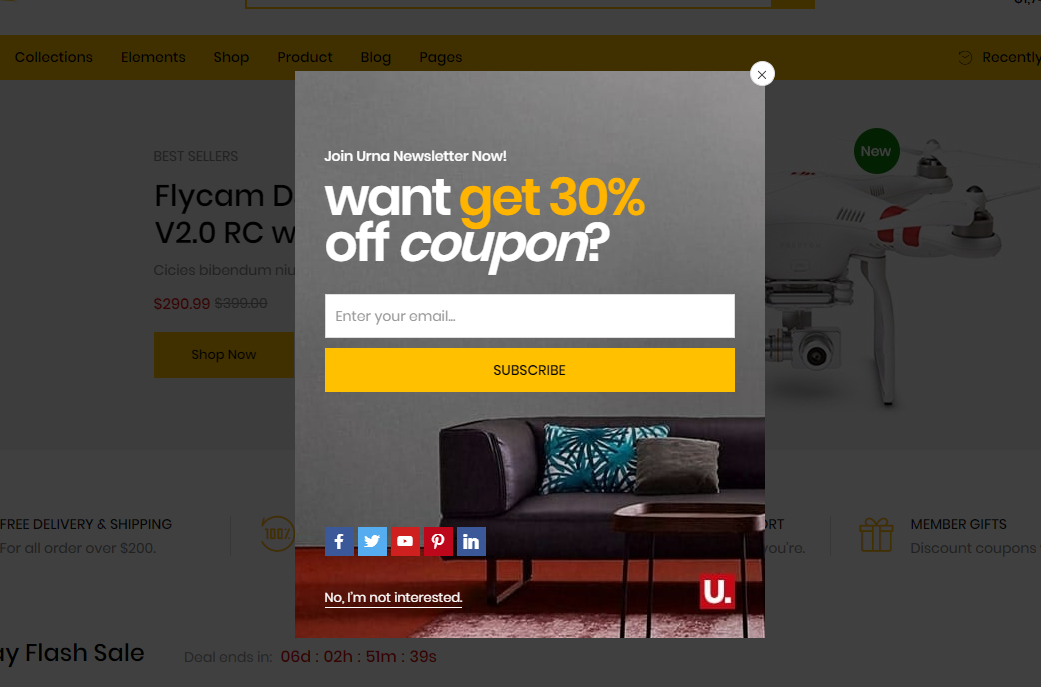 Collections Elements Shop Product Blog Pages Recently
BEST SELLERS
Flycam D
V2.0 RC w
Cicies bibendum niu
$290.99 $399.00
Shop Now
New
Join Urna Newsletter Now!
want get 30%
off coupon?
Enter your email...
SUBSCRIBE
No, I'm not interested.
U.
FREE DELIVERY & SHIPPING
For all order over $200.
100%
ORT
you're.
MEMBER GIFTS
Discount coupons
ay Flash Sale
Deal ends in: 06d : 02h : 51m : 39s